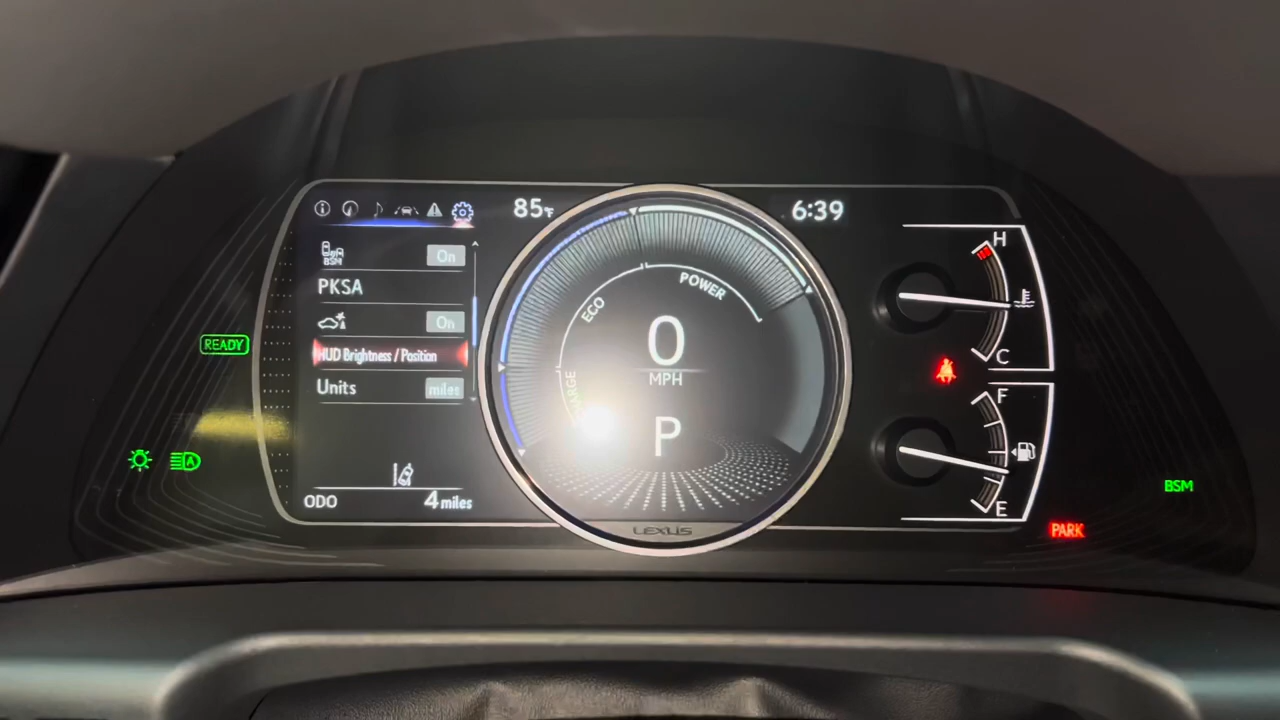 85°F
6:39
BSM
On
PKSA
On
HUD Brightness / Position
Units
miles
ODO
4 miles
READY
A
CHARGE
ECO
POWER
0
MPH
P
LEXUS
H
C
F
E
BSM
PARK